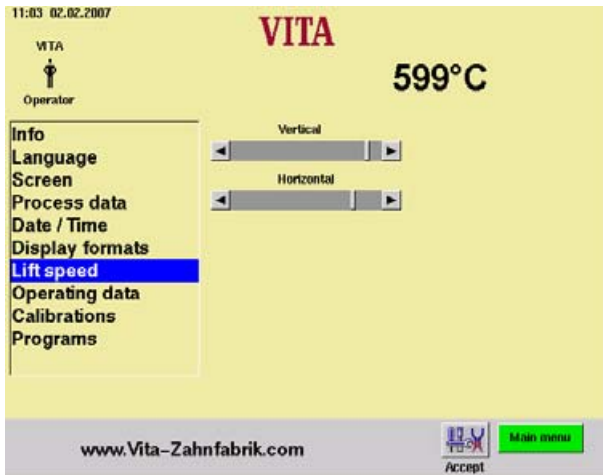 11:03 02.02.2007
VITA
VITA
Operator
599°C
Info
Language
Screen
Process data
Date / Time
Display formats
Lift speed
Operating data
Calibrations
Programs
Vertical
Horizontal
www.Vita-Zahnfabrik.com
Accept
Main menu